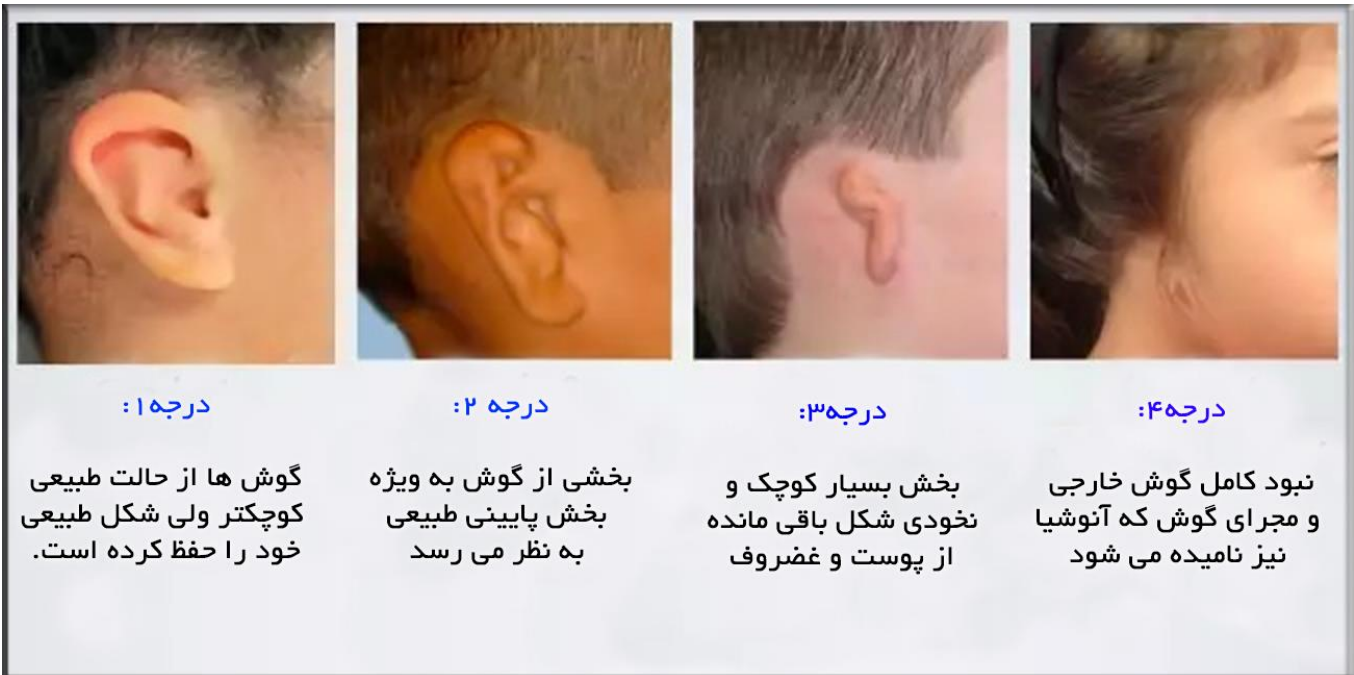 درجه۱:
گوش ها از حالت طبیعی
کوچکتر ولی شکل طبیعی
خود را حفظ کرده است.
درجه ۲:
بخشی از گوش به ویژه
بخش پایینی طبیعی
به نظر می رسد
درجه۳:
بخش بسیار کوچک و
نخودی شکل باقی مانده
از پوست و غضروف
درجه۴:
نبود کامل گوش خارجی
و مجرای گوش که آنوشیا
نیز نامیده می شود